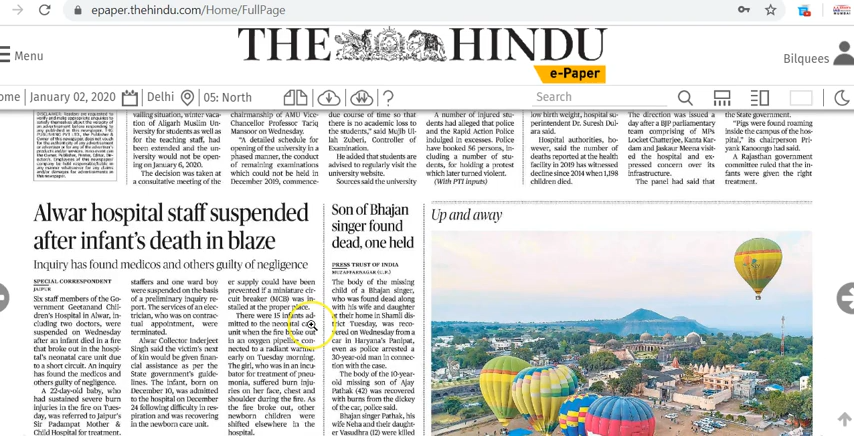 epaper.thehindu.com/Home/FullPage
THE HINDU
e-Paper
Menu
Bilquees
ome
January 02, 2020
Delhi
05: North
?
Search
vailing situation, winter vaca-
tion of Aligarh Muslim Uni-
versity for students as well as
for the teaching staff, had
been extended and the uni-
versity would not be open-
ing on January 6, 2020.
The decision was taken at
a consultative meeting of the
chairmanship of AMU Vice-
Chancellor Professor Tariq
Mansoor on Wednesday.
"A detailed schedule for
opening of the university in a
phased manner, the conduct
of remaining examinations
which could not be held in
December 2019, commence-
due course of time so that
there is no academic loss to
the students," said Mujib Ul-
lah Zuberi, Controller of
Examination.
He added that students are
advised to regularly visit the
university website.
Sources said the university
A number of injured stu-
dents had alleged that police
and the Rapid Action Police
indulged in excesses. Police
have booked 56 persons, in-
cluding a number of stu-
dents, for holding a protest
which later turned violent.
(With PTI inputs)
low birth weight, hospital su-
perintendent Dr. Suresh Dul-
ara said.
Hospital authorities, ho-
wever, said the number of
deaths reported at the health
facility in 2019 has witnessed
decline since 2014 when 1,198
children died.
The direction was issued a
day after a BJP parliamentary
team comprising of MPs
Locket Chatterjee, Kanta Kar-
dam and Jaskaur Meena visit-
ed the hospital and ex-
pressed concern over its
infrastructure.
The panel had said that
the State government.
"Pigs were found roaming
inside the campus of the hos-
pital," its chairperson Priy-
ank Kanoonga had said.
A Rajasthan government
committee ruled that the in-
fants were given the right
treatment.
Alwar hospital staff suspended
after infant's death in blaze
Inquiry has found medicos and others guilty of negligence
SPECIAL CORRESPONDENT
JAIPUR
Six staff members of the Go-
vernment Geetanand Chil-
dren's Hospital in Alwar, in-
cluding two doctors, were
suspended on Wednesday
after an infant died in a fire
that broke out in the hospi-
tal's neonatal care unit due
to a short circuit. An inquiry
has found the medicos and
others guilty of negligence.
A 22-day-old baby, who
had sustained severe burn
injuries in the fire on Tues-
day, was referred to Jaipur's
Sir Padampat Mother &
Child Hospital for treatment.
staffers and one ward boy
were suspended on the basis
of a preliminary inquiry re-
port. The services of an elec-
trician, who was on contrac-
tual appointment, were
terminated.
Alwar Collector Inderjeet
Singh said the victim's next
of kin would be given finan-
cial assistance as per the
State government's guide-
lines. The infant, born on
December 10, was admitted
to the hospital on December
24 following difficulty in res-
piration and was recovering
in the newborn care unit.
er supply could have been
prevented if a miniature cir-
cuit breaker (MCB) was in-
stalled at the proper place.
There were 15 infants ad-
mitted to the neonatal care
unit when the fire broke out
in an oxygen pipeline con-
nected to a radiant warmer
early on Tuesday morning.
The girl, who was in an incu-
bator for treatment of pneu-
monia, suffered burn inju-
ries on her face, chest and
shoulder during the fire. As
the fire broke out, other
newborn children were
shifted elsewhere in the
hospital.
Son of Bhajan
singer found
dead, one held
PRESS TRUST OF INDIA
MUZAFFARNAGAR (U.P.)
The body of the missing
child of a Bhajan singer,
who was found dead along
with his wife and daughter
at their home in Shamli dis-
trict Tuesday, was reco-
vered on Wednesday from a
car in Haryana's Panipat,
even as police arrested a
30-year-old man in connec-
tion with the case.
The body of the 10-year-
old missing son of Ajay
Pathak (42) was recovered
with burns from the dickey
of the car, police said.
Bhajan singer Pathak, his
wife Neha and their daugh-
ter Vasudhra (12) were killed
Up and away